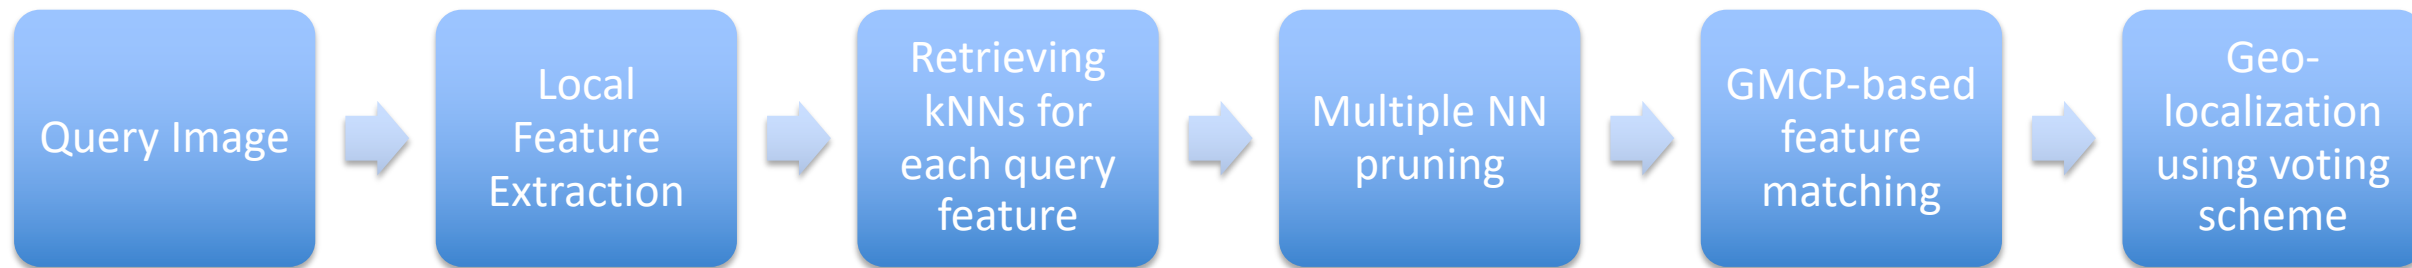 Query Image
Local
Feature
Extraction
Retrieving
kNNs for
each query
feature
Multiple NN
pruning
GMCP-based
feature
matching
Geo-
localization
using voting
scheme